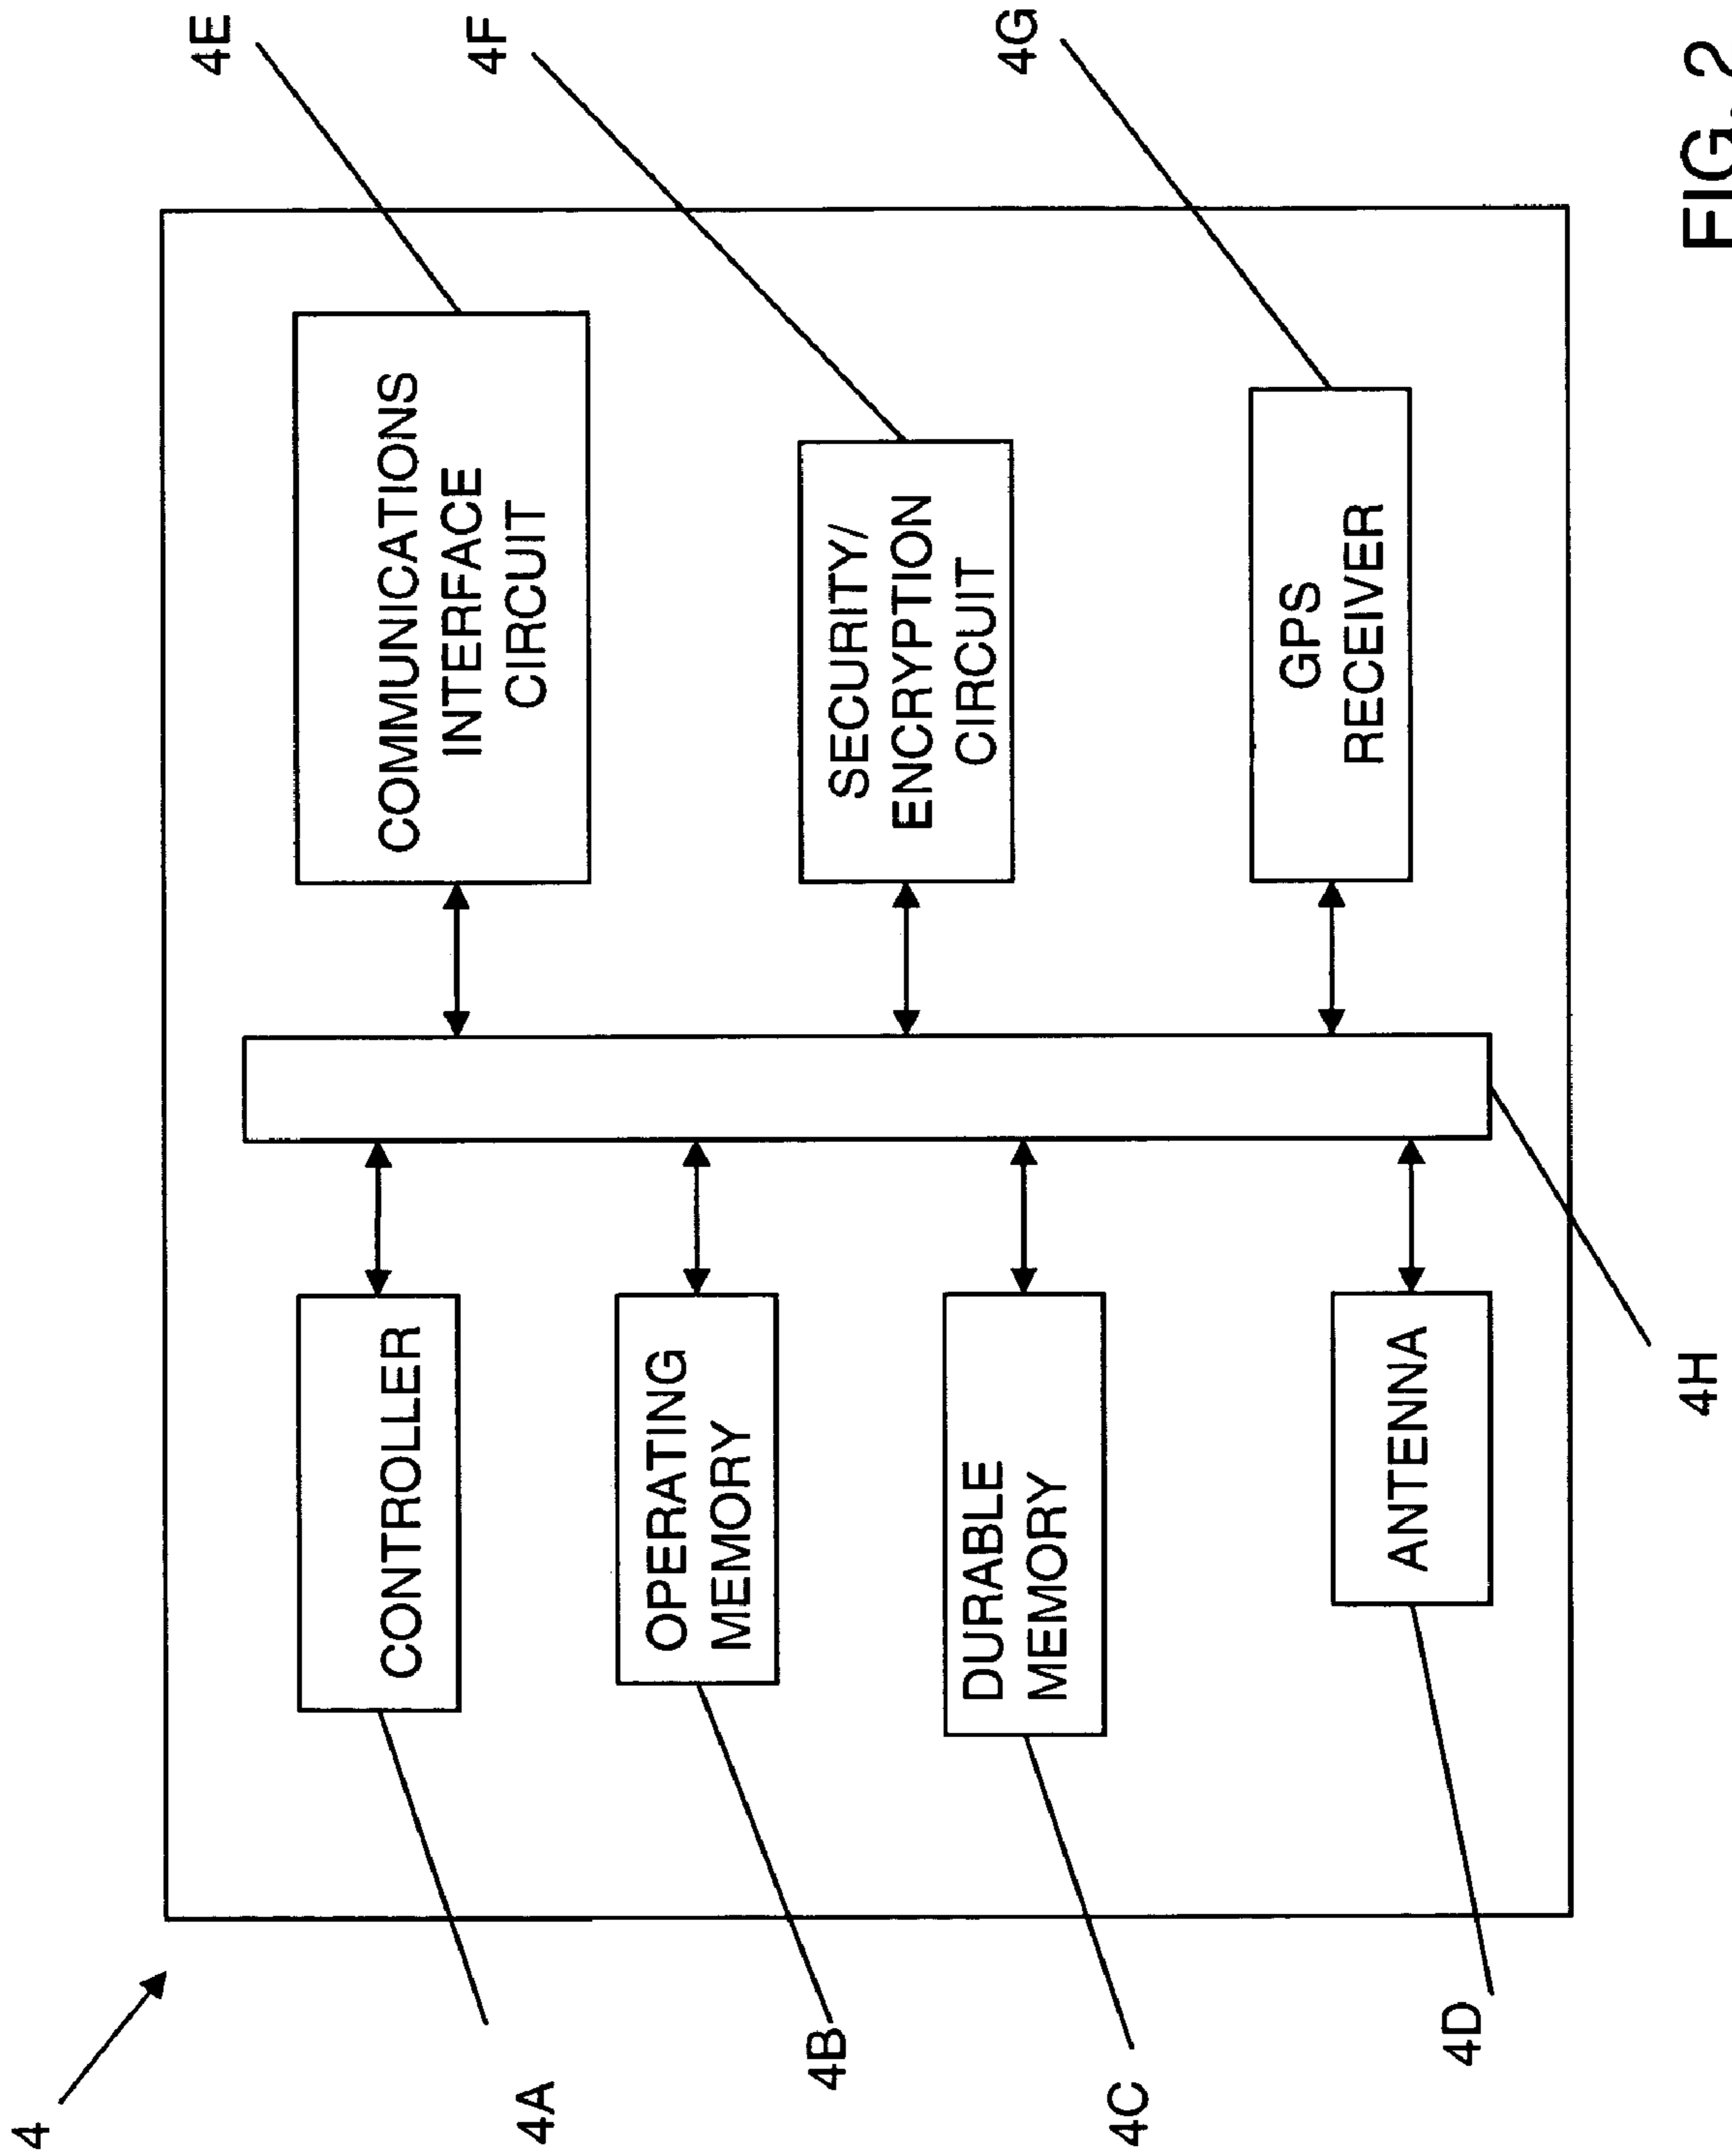 4
4A
CONTROLLER
4B
OPERATING
MEMORY
4C
DURABLE
MEMORY
4D
ANTENNA
4E
COMMUNICATIONS
INTERFACE
CIRCUIT
4F
SECURITY/
ENCRYPTION
CIRCUIT
4G
GPS
RECEIVER
4H
FIG. 2